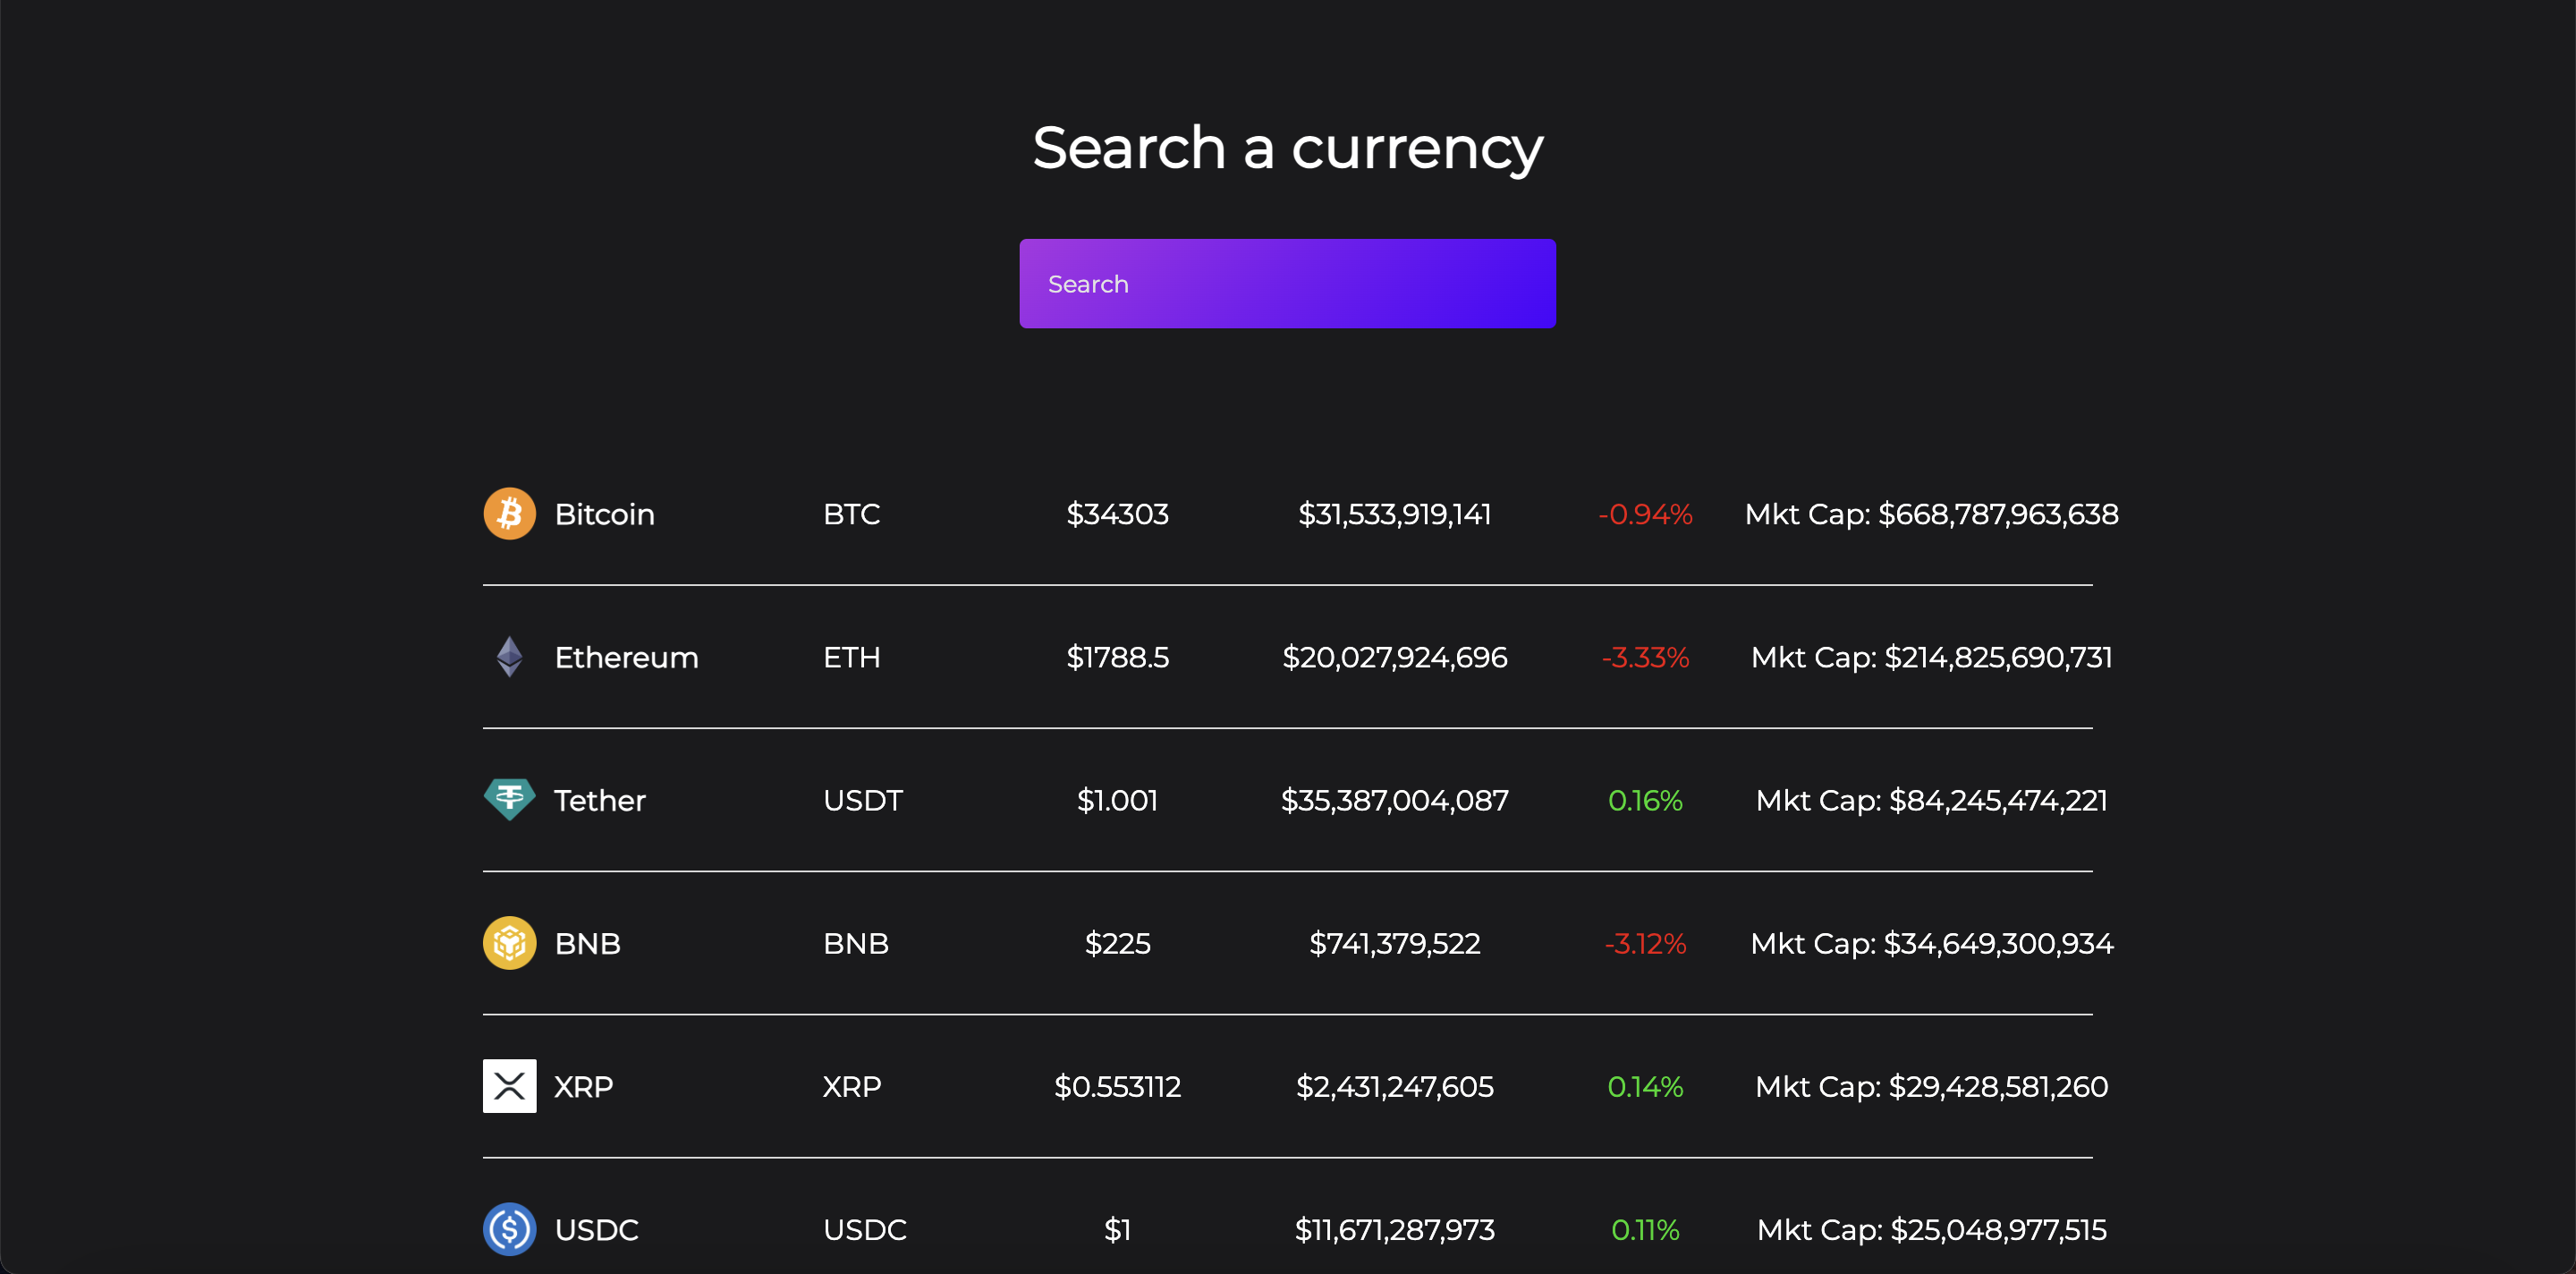 Search a currency
Search
Bitcoin BTC $34303 $31,533,919,141 -0.94% Mkt Cap: $668,787,963,638
Ethereum ETH $1788.5 $20,027,924,696 -3.33% Mkt Cap: $214,825,690,731
Tether USDT $1.001 $35,387,004,087 0.16% Mkt Cap: $84,245,474,221
BNB BNB $225 $741,379,522 -3.12% Mkt Cap: $34,649,300,934
XRP XRP $0.553112 $2,431,247,605 0.14% Mkt Cap: $29,428,581,260
USDC USDC $1 $11,671,287,973 0.11% Mkt Cap: $25,048,977,515